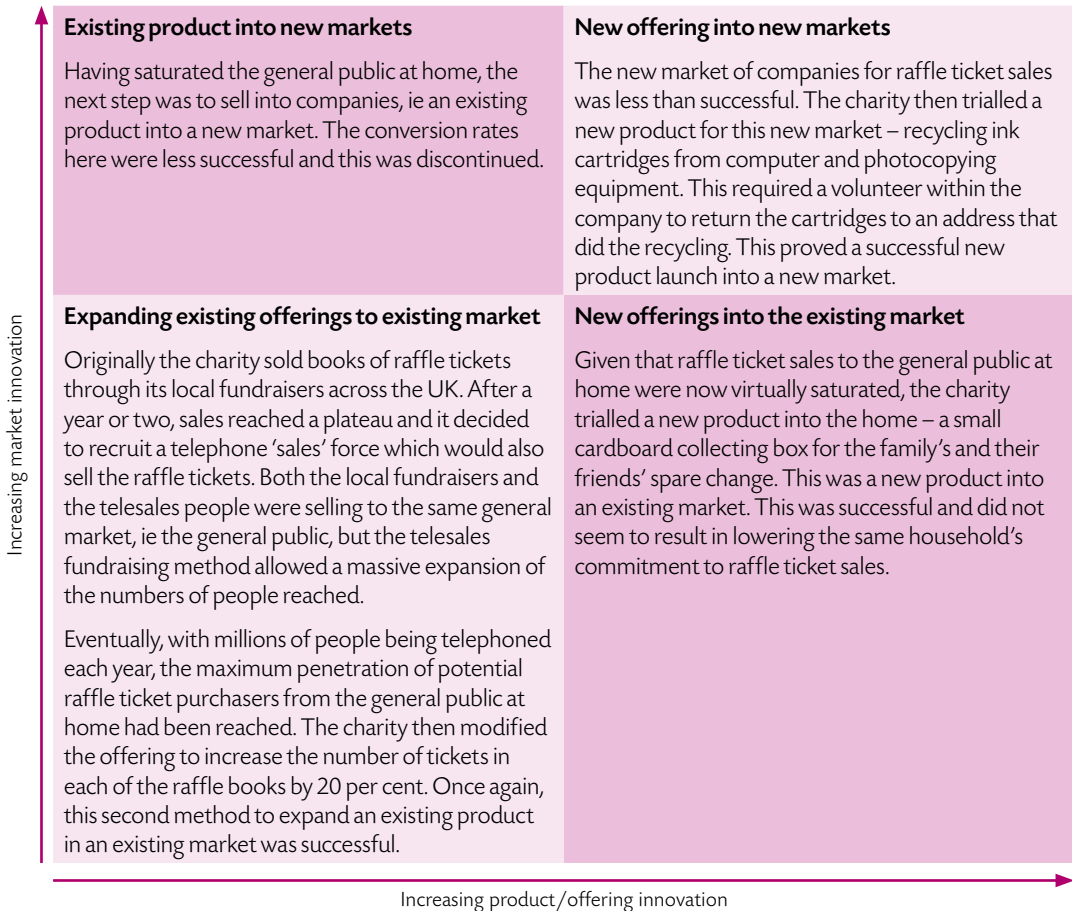 Increasing market innovation
Existing product into new markets
Having saturated the general public at home, the
next step was to sell into companies, ie an existing
product into a new market. The conversion rates
here were less successful and this was discontinued.
New offering into new markets
The new market of companies for raffle ticket sales
was less than successful. The charity then trialled a
new product for this new market – recycling ink
cartridges from computer and photocopying
equipment. This required a volunteer within the
company to return the cartridges to an address that
did the recycling. This proved a successful new
product launch into a new market.
Expanding existing offerings to existing market
Originally the charity sold books of raffle tickets
through its local fundraisers across the UK. After a
year or two, sales reached a plateau and it decided
to recruit a telephone ‘sales’ force which would also
sell the raffle tickets. Both the local fundraisers and
the telesales people were selling to the same general
market, ie the general public, but the telesales
fundraising method allowed a massive expansion of
the numbers of people reached.
Eventually, with millions of people being telephoned
each year, the maximum penetration of potential
raffle ticket purchasers from the general public at
home had been reached. The charity then modified
the offering to increase the number of tickets in
each of the raffle books by 20 per cent. Once again,
this second method to expand an existing product
in an existing market was successful.
New offerings into the existing market
Given that raffle ticket sales to the general public at
home were now virtually saturated, the charity
trialled a new product into the home – a small
cardboard collecting box for the family’s and their
friends’ spare change. This was a new product into
an existing market. This was successful and did not
seem to result in lowering the same household’s
commitment to raffle ticket sales.
Increasing product/offering innovation